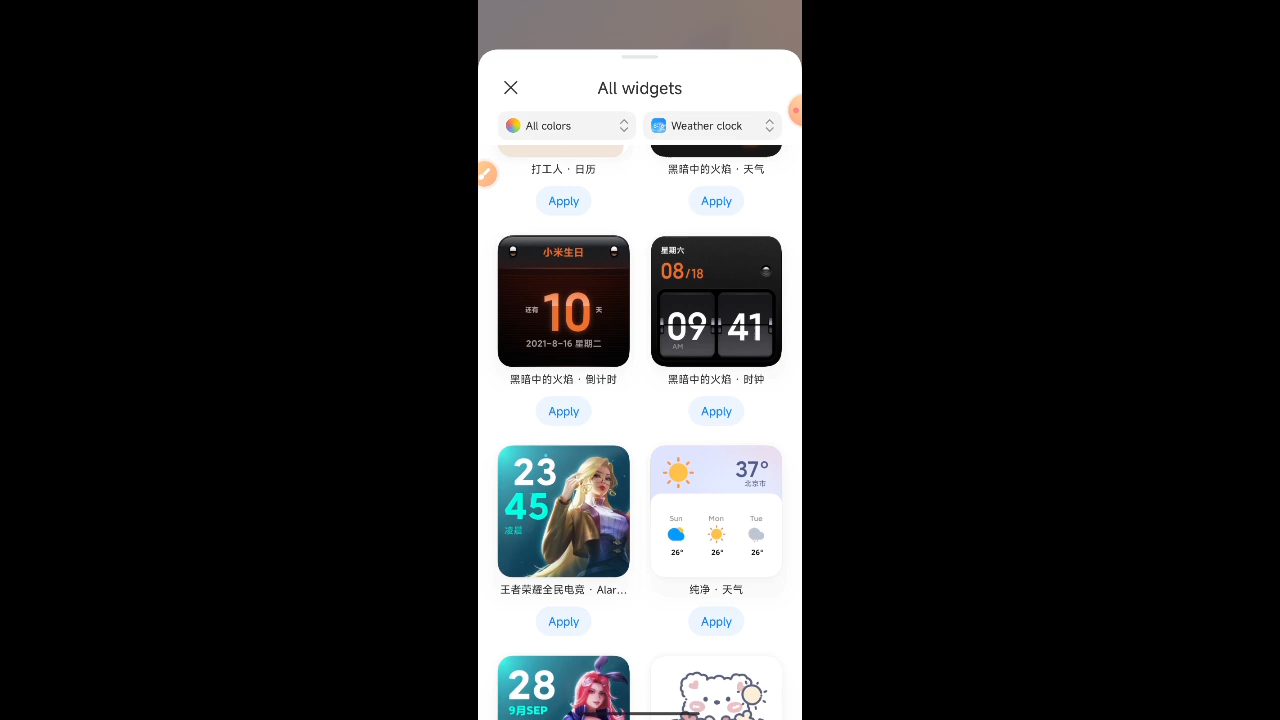 All widgets
All colors
Weather clock
打工人 · 日历
黑暗中的火焰 · 天气
Apply
Apply
小米生日
还有 10 天
2021-8-16 星期二
星期六
08/18
09 41
AM
黑暗中的火焰 · 倒计时
黑暗中的火焰 · 时钟
Apply
Apply
23
45
凌晨
37°
北京市
Sun Mon Tue
26° 26° 26°
王者荣耀全民电竞 · Alar...
纯净 · 天气
Apply
Apply
28
9月SEP